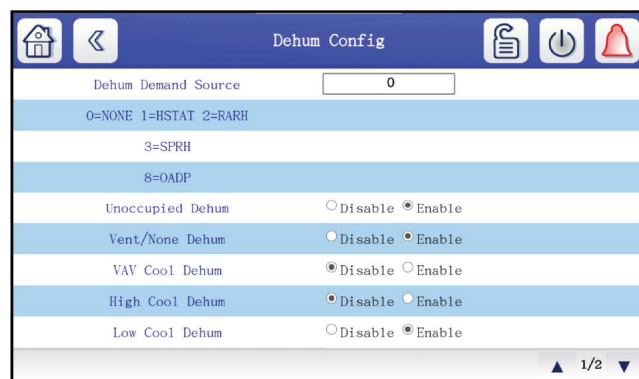 Dehum Config
Dehum Demand Source 0
0=NONE 1=HSTAT 2=RARH
3=SPRH
8=OADP
Unoccupied Dehum Disable Enable
Vent/None Dehum Disable Enable
VAV Cool Dehum Disable Enable
High Cool Dehum Disable Enable
Low Cool Dehum Disable Enable
1/2